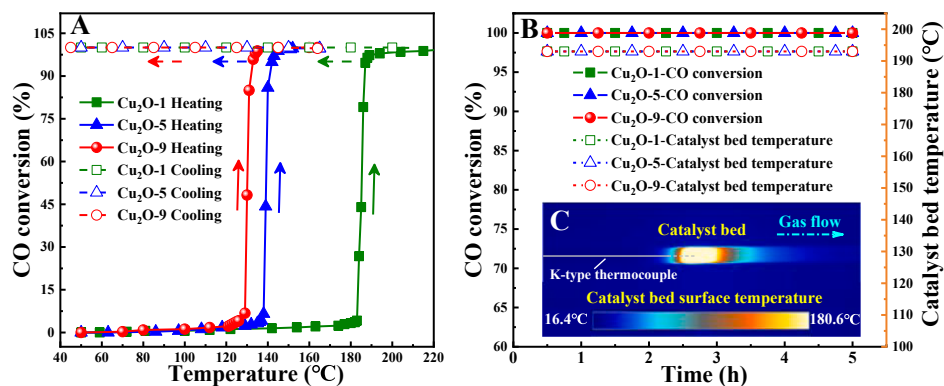 A
CO conversion (%)
105
90
75
60
45
30
15
0
Cu₂O-1 Heating
Cu₂O-5 Heating
Cu₂O-9 Heating
Cu₂O-1 Cooling
Cu₂O-5 Cooling
Cu₂O-9 Cooling
40 60 80 100 120 140 160 180 200 220
Temperature (℃)
B
CO conversion (%)
100
95
90
85
80
75
70
65
Cu₂O-1-CO conversion
Cu₂O-5-CO conversion
Cu₂O-9-CO conversion
Cu₂O-1-Catalyst bed temperature
Cu₂O-5-Catalyst bed temperature
Cu₂O-9-Catalyst bed temperature
C
Catalyst bed
Gas flow
K-type thermocouple
Catalyst bed surface temperature
16.4℃
180.6℃
0 1 2 3 4 5
Time (h)
200
190
180
170
160
150
140
130
120
110
100
Catalyst bed temperature (℃)